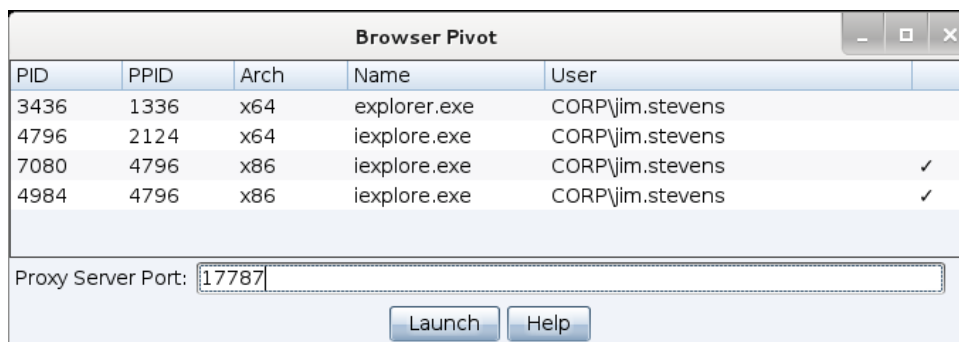 Browser Pivot
PID PPID Arch Name User
3436 1336 x64 explorer.exe CORP\jim.stevens
4796 2124 x64 iexplore.exe CORP\jim.stevens
7080 4796 x86 iexplore.exe CORP\jim.stevens ✓
4984 4796 x86 iexplore.exe CORP\jim.stevens ✓
Proxy Server Port: 17787
Launch Help